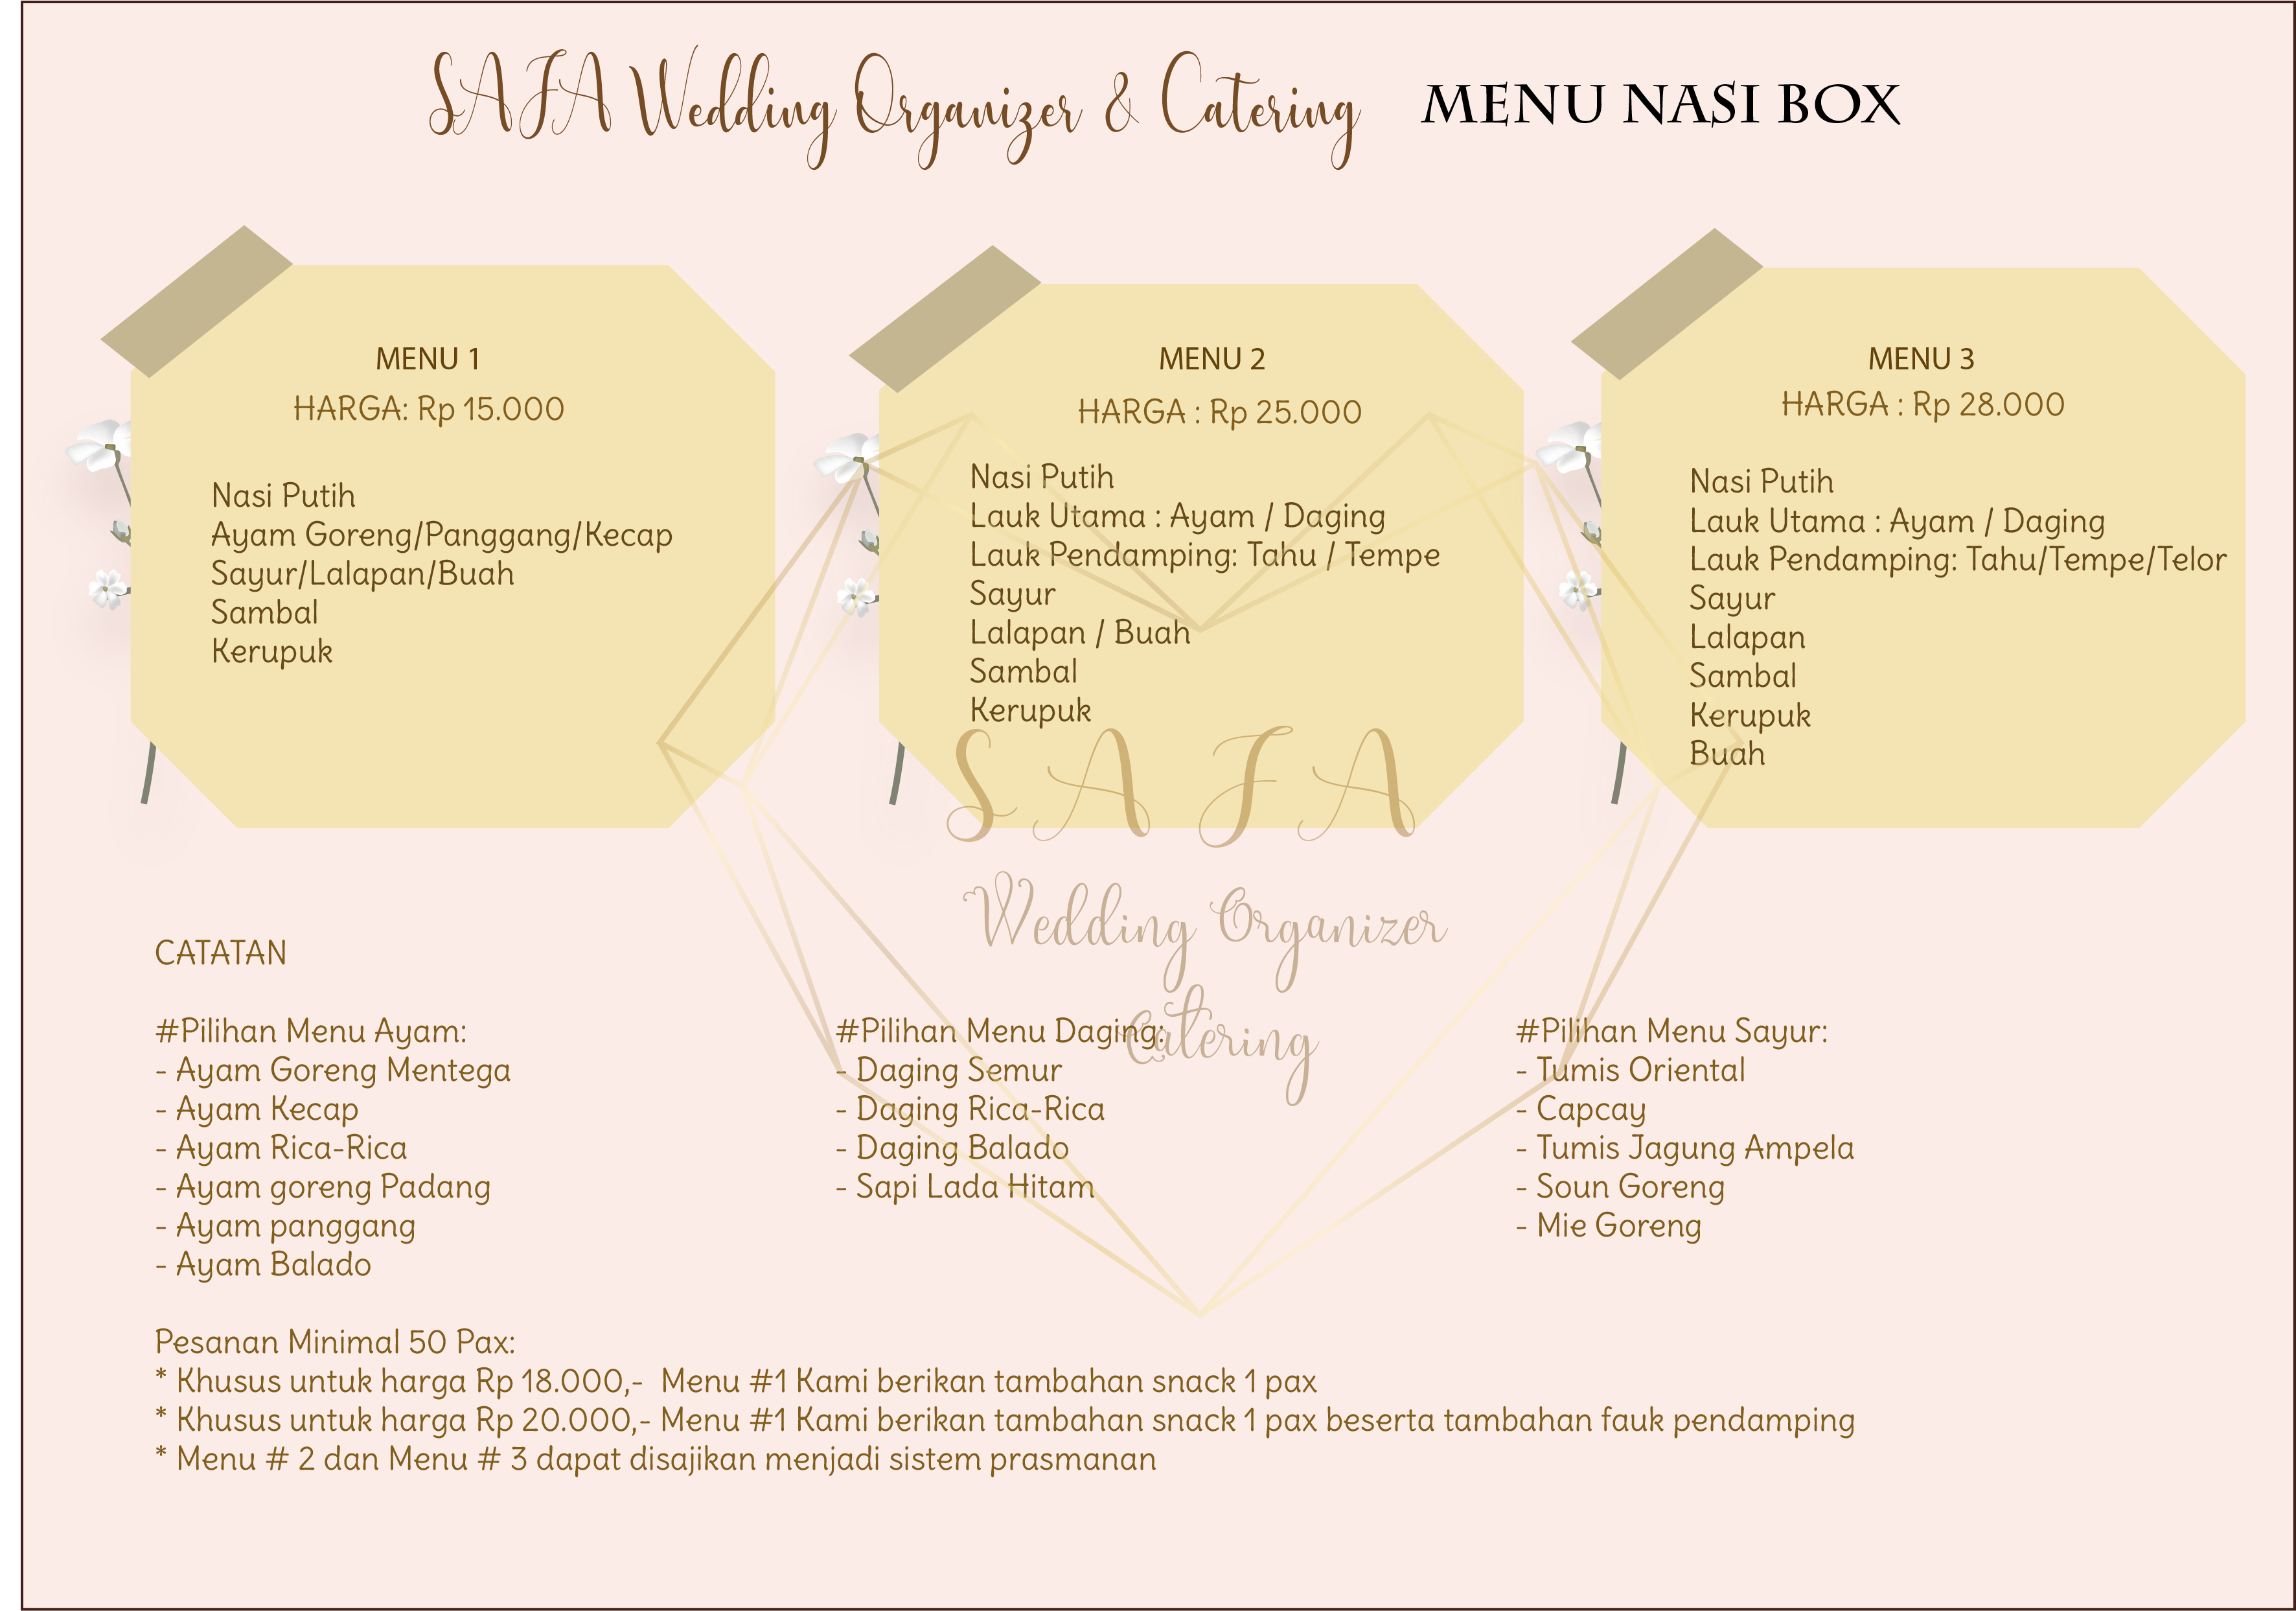 SAFA Wedding Organizer & Catering MENU NASI BOX
MENU 1
HARGA: Rp 15.000
Nasi Putih
Ayam Goreng/Panggang/Kecap
Sayur/Lalapan/Buah
Sambal
Kerupuk
MENU 2
HARGA : Rp 25.000
Nasi Putih
Lauk Utama : Ayam / Daging
Lauk Pendamping: Tahu / Tempe
Sayur
Lalapan / Buah
Sambal
Kerupuk
MENU 3
HARGA : Rp 28.000
Nasi Putih
Lauk Utama : Ayam / Daging
Lauk Pendamping: Tahu/Tempe/Telor
Sayur
Lalapan
Sambal
Kerupuk
Buah
SAFA
Wedding Organizer
Catering
CATATAN
#Pilihan Menu Ayam:
- Ayam Goreng Mentega
- Ayam Kecap
- Ayam Rica-Rica
- Ayam goreng Padang
- Ayam panggang
- Ayam Balado
#Pilihan Menu Daging:
- Daging Semur
- Daging Rica-Rica
- Daging Balado
- Sapi Lada Hitam
#Pilihan Menu Sayur:
- Tumis Oriental
- Capcay
- Tumis Jagung Ampela
- Soun Goreng
- Mie Goreng
Pesanan Minimal 50 Pax:
* Khusus untuk harga Rp 18.000,- Menu #1 Kami berikan tambahan snack 1 pax
* Khusus untuk harga Rp 20.000,- Menu #1 Kami berikan tambahan snack 1 pax beserta tambahan fauk pendamping
* Menu # 2 dan Menu # 3 dapat disajikan menjadi sistem prasmanan